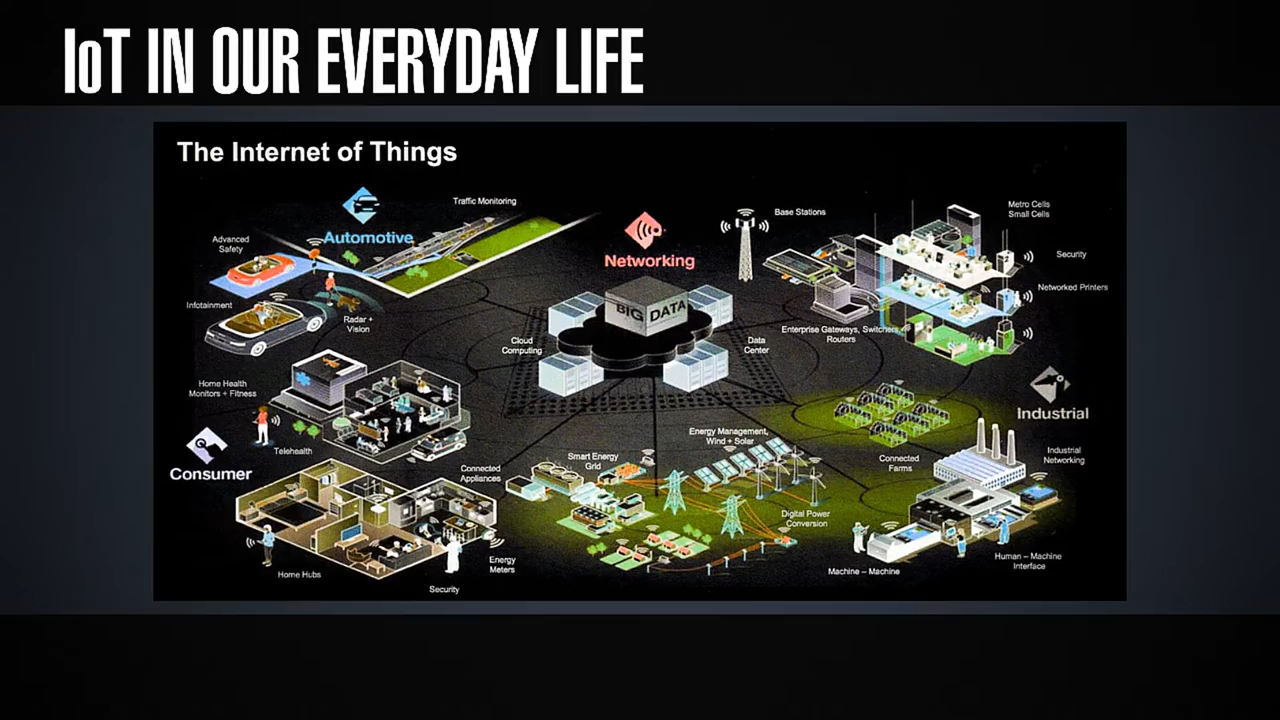 IoT IN OUR EVERYDAY LIFE
The Internet of Things
Automotive
Traffic Monitoring
Advanced
Safety
Infotainment
Radar +
Vision
Networking
BIG DATA
Cloud
Computing
Data
Center
Base Stations
Metro Cells
Small Cells
Security
Networked Printers
Enterprise Gateways, Switchers
Routers
Home Health
Monitors + Fitness
Telehealth
Consumer
Connected
Appliances
Home Hubs
Security
Energy
Meters
Smart Energy
Grid
Energy Management,
Wind + Solar
Digital Power
Conversion
Industrial
Connected
Farms
Industrial
Networking
Machine – Machine
Human – Machine
Interface